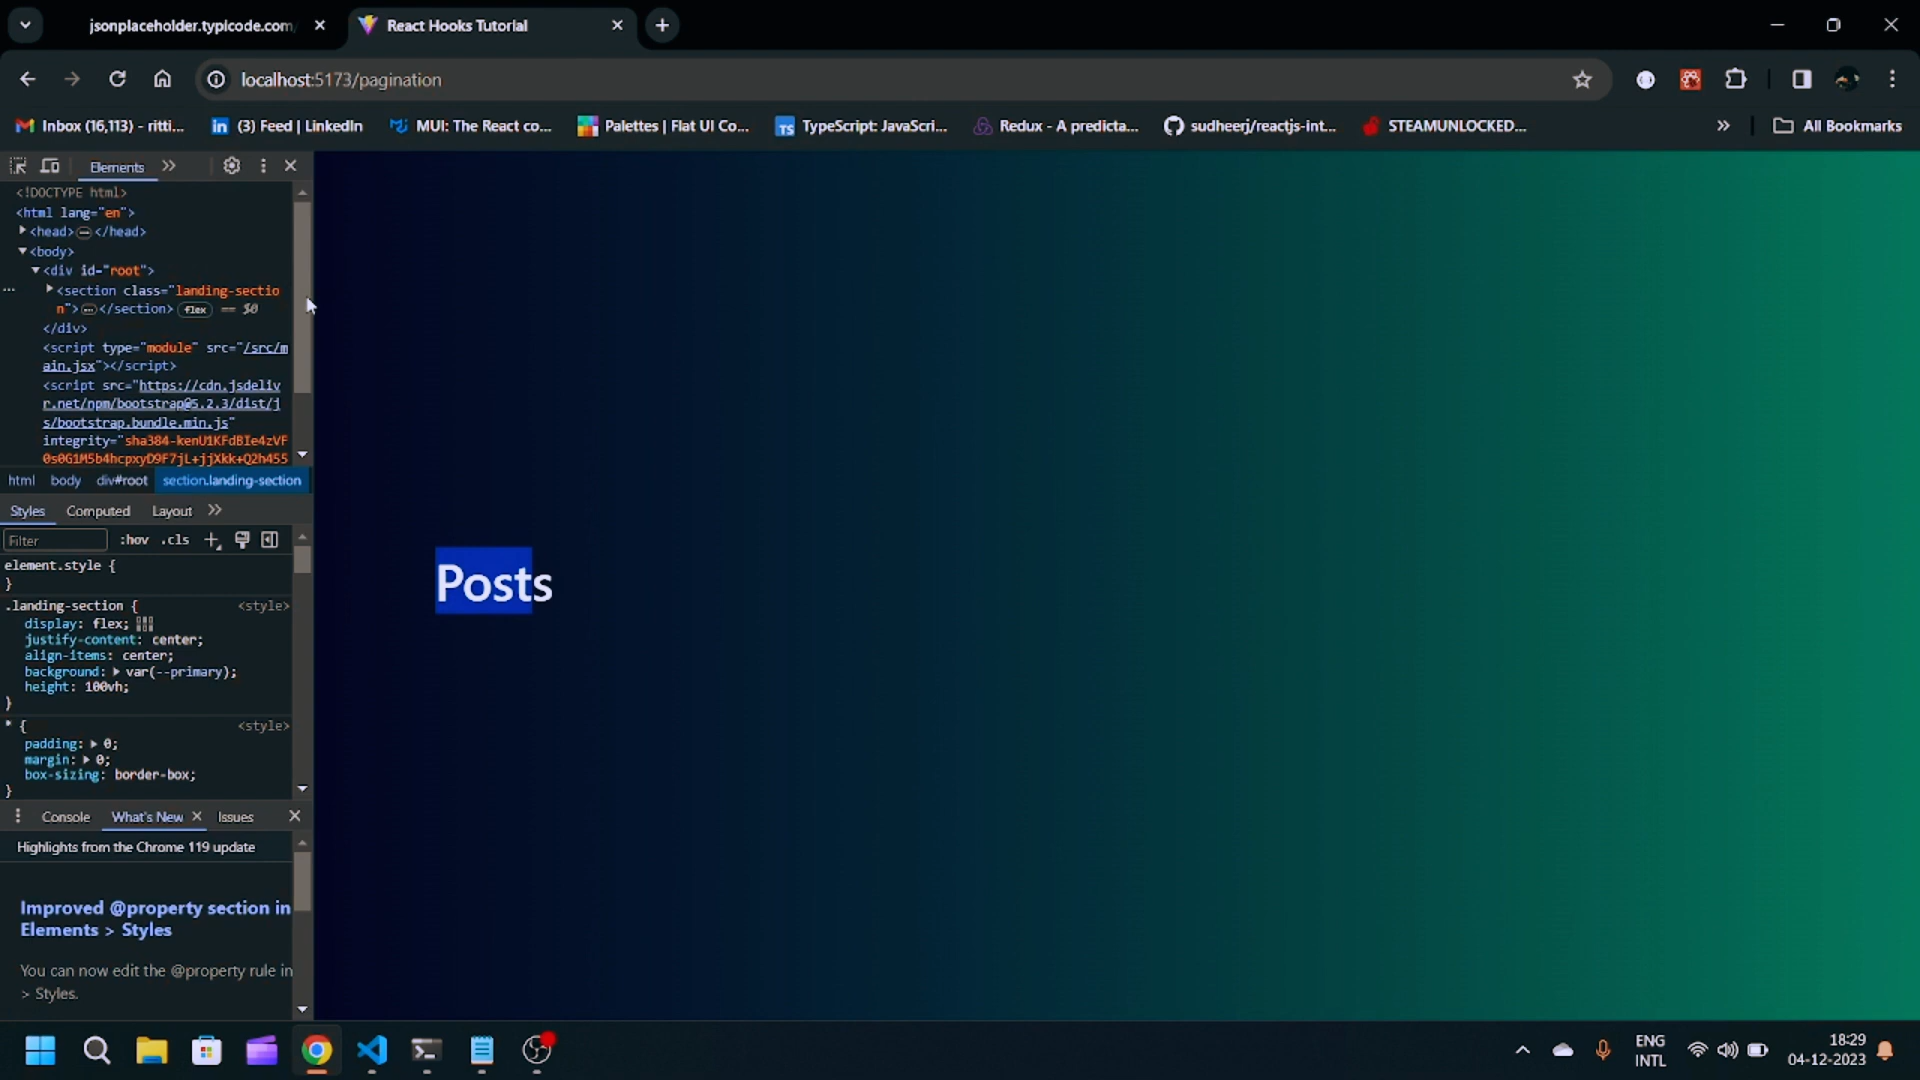 jsonplaceholder.typicode.com/
React Hooks Tutorial
localhost:5173/pagination
Inbox (16,113) - ritti...
(3) Feed | LinkedIn
MUI: The React co...
Palettes | Flat UI Co...
TypeScript: JavaScri...
Redux - A predicta...
sudheerj/reactjs-int...
STEAMUNLOCKED...
All Bookmarks
Elements
<!DOCTYPE html>
<html lang="en">
<head> </head>
<body>
<div id="root">
<section class="landing-sectio
n"> </section> flex == $0
</div>
<script type="module" src="/src/m
ain.jsx"></script>
<script src="https://cdn.jsdeliv
r.net/npm/bootstrap@5.2.3/dist/j
s/bootstrap.bundle.min.js"
integrity="sha384-kenU1KFdBIe4zVF
0s0G1M5b4hcpxyD9F7jL+jjXkk+Q2h455
html body div#root section.landing-section
Styles Computed Layout
Filter :hov .cls
element.style {
}
.landing-section { <style>
display: flex;
justify-content: center;
align-items: center;
background: var(--primary);
height: 100vh;
}
* { <style>
padding: 0;
margin: 0;
box-sizing: border-box;
}
Console What's New Issues
Highlights from the Chrome 119 update
Improved @property section in
Elements > Styles
You can now edit the @property rule in
> Styles.
Posts
ENG
INTL
18:29
04-12-2023